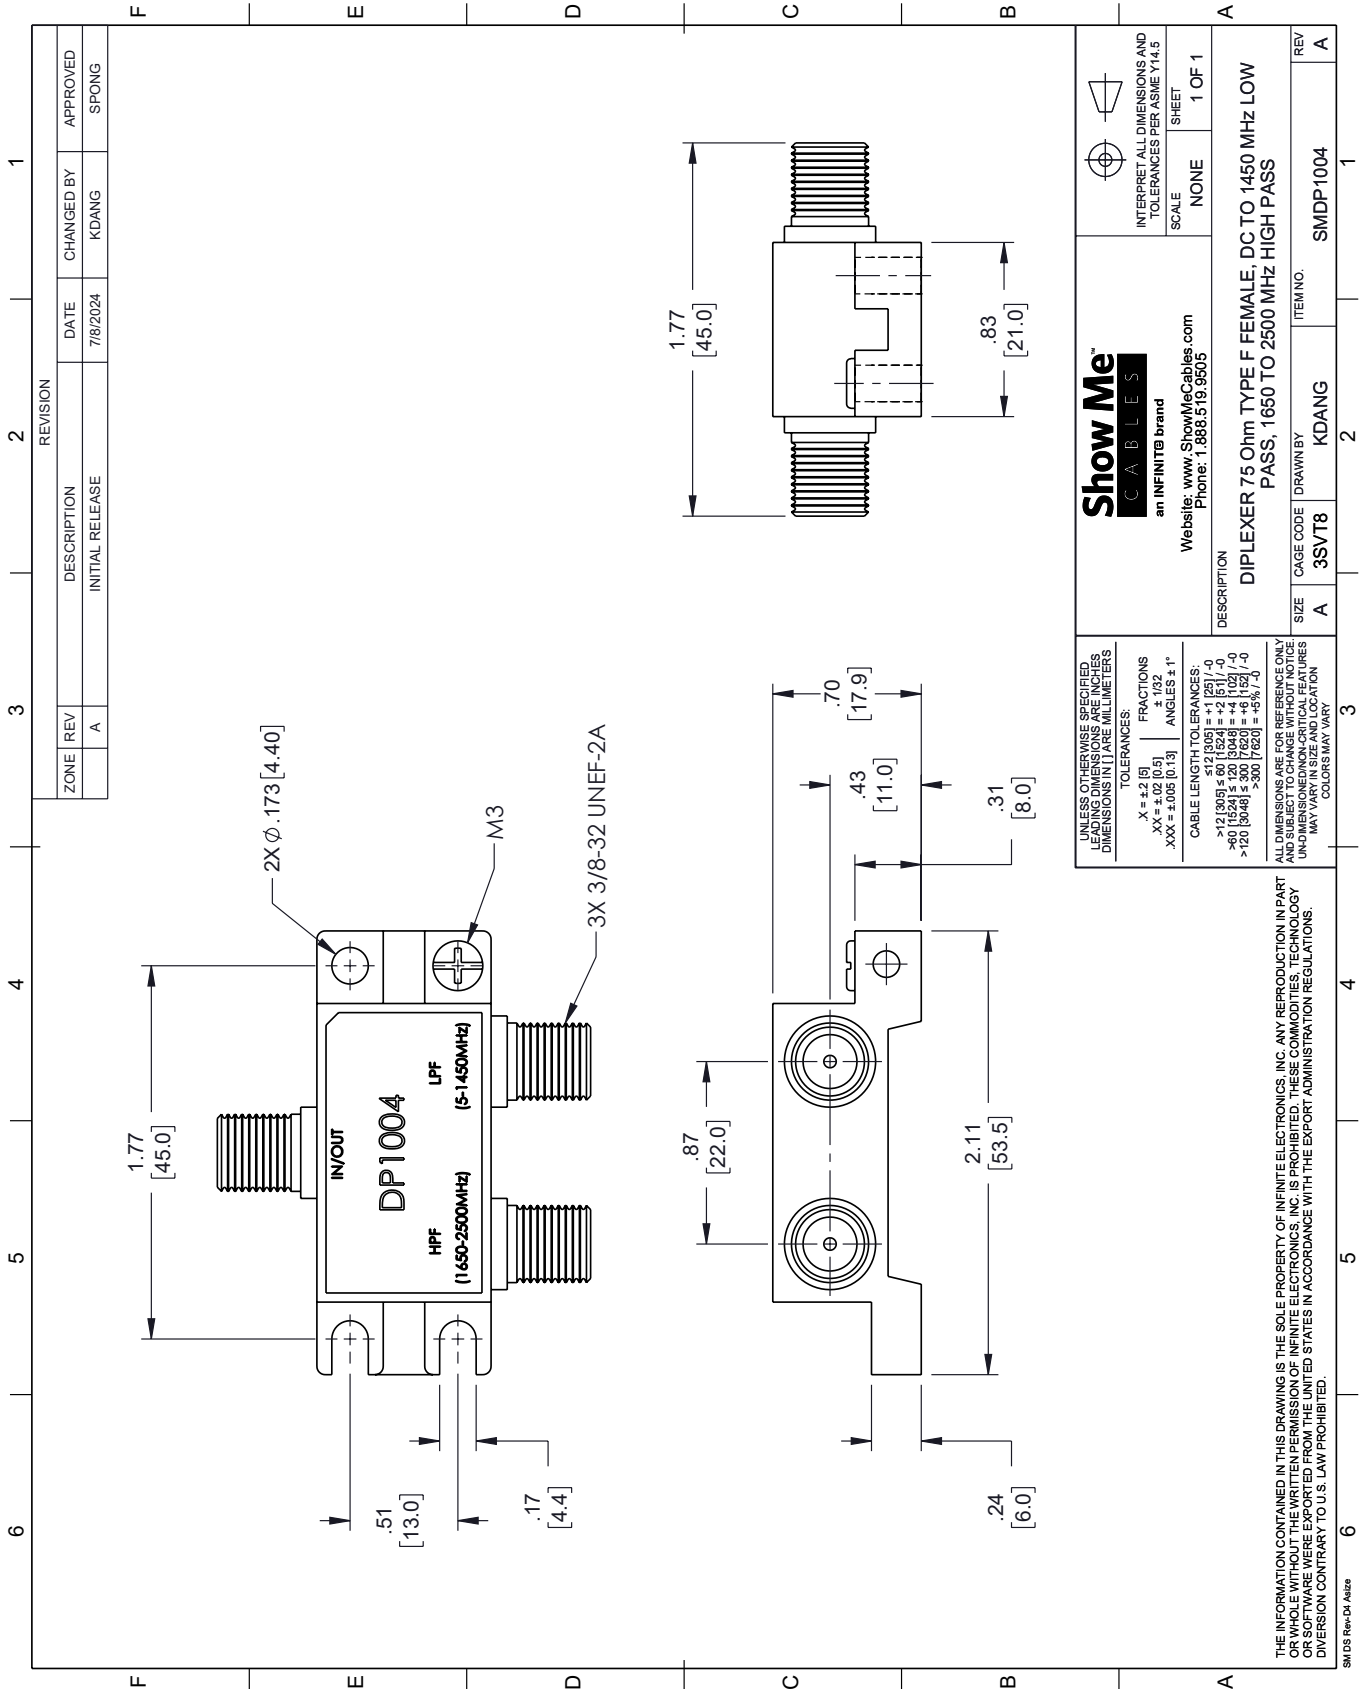 6 5 4 3 2 1
F
E
D
C
B
A
REVISION
ZONE REV DESCRIPTION DATE CHANGED BY APPROVED
A INITIAL RELEASE 7/8/2024 KDANG SPONG
1.77
[45.0]
2X Ø .173 [4.40]
.51
[13.0]
IN/OUT
DP1004
HPF LPF
(1650-2500MHz) (5-1450MHz)
M3
.17
[4.4]
3X 3/8-32 UNEF-2A
.87
[22.0]
1.77
[45.0]
.70
[17.9]
.43
[11.0]
2.11
[53.5]
.24
[6.0]
.31
[8.0]
.83
[21.0]
UNLESS OTHERWISE SPECIFIED
LEADING DIMENSIONS ARE INCHES
DIMENSIONS IN [ ] ARE MILLIMETERS
TOLERANCES:
.X = ±.2 [5] FRACTIONS
.XX = ±.02 [0.5] ± 1/32
.XXX = ±.005 [0.13] ANGLES ± 1°
CABLE LENGTH TOLERANCES:
≤12 [305] = +1 [25] / -0
>12 [305] ≤ 60 [1524] = +2 [51] / -0
>60 [1524] ≤ 120 [3048] = +4 [102] / -0
>120 [3048] ≤ 300 [7620] = +6 [152] / -0
>300 [7620] = +5% / -0
ALL DIMENSIONS ARE FOR REFERENCE ONLY
AND SUBJECT TO CHANGE WITHOUT NOTICE.
UN-DIMENSIONED/NON-CRITICAL FEATURES
MAY VARY IN SIZE AND LOCATION
COLORS MAY VARY
Show Me™
CABLES
an INFINIT@ brand
Website: www.ShowMeCables.com
Phone: 1.888.519.9505
INTERPRET ALL DIMENSIONS AND
TOLERANCES PER ASME Y14.5
SCALE SHEET
NONE 1 OF 1
DESCRIPTION
DIPLEXER 75 Ohm TYPE F FEMALE, DC TO 1450 MHz LOW
PASS, 1650 TO 2500 MHz HIGH PASS
SIZE CAGE CODE DRAWN BY ITEM NO. REV
A 3SVT8 KDANG SMDP1004 A
THE INFORMATION CONTAINED IN THIS DRAWING IS THE SOLE PROPERTY OF INFINITE ELECTRONICS, INC. ANY REPRODUCTION IN PART
OR WHOLE WITHOUT THE WRITTEN PERMISSION OF INFINITE ELECTRONICS, INC. IS PROHIBITED. THESE COMMODITIES, TECHNOLOGY
OR SOFTWARE WERE EXPORTED FROM THE UNITED STATES IN ACCORDANCE WITH THE EXPORT ADMINISTRATION REGULATIONS.
DIVERSION CONTRARY TO U.S. LAW PROHIBITED.
SM DS Rev-D4 Asize
6 5 4 3 2 1
F
E
D
C
B
A